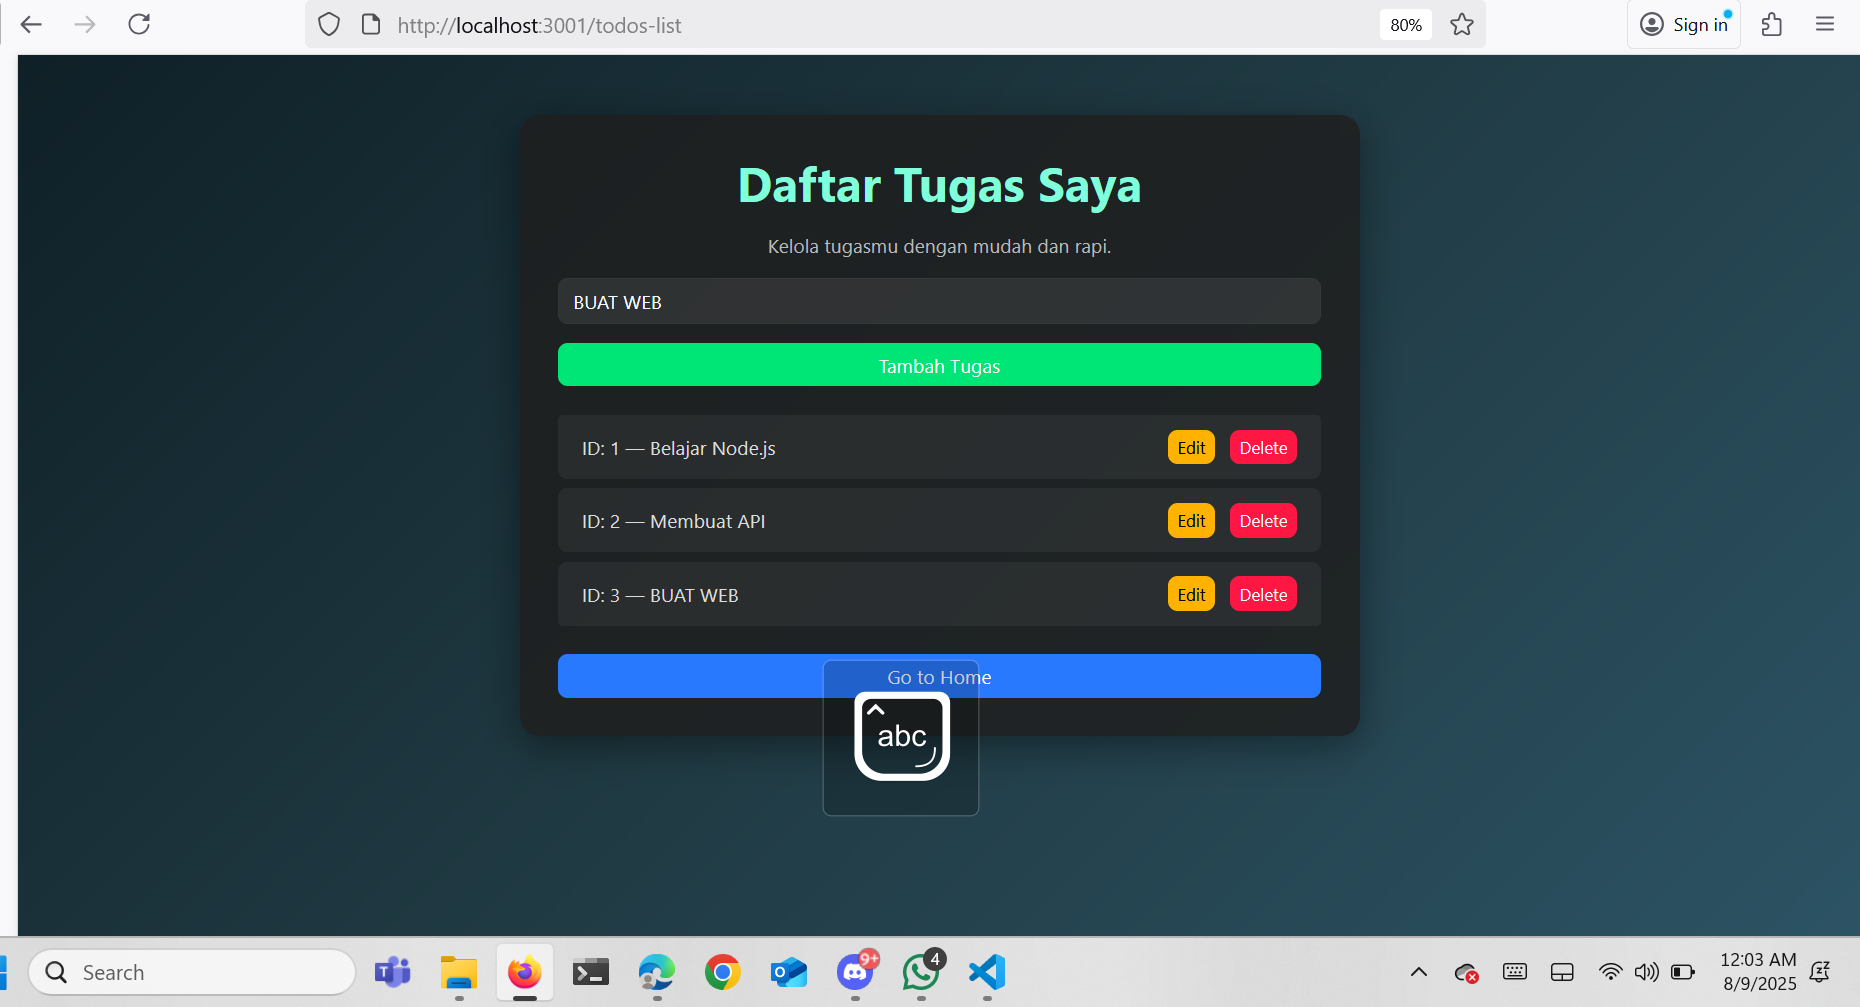 http://localhost:3001/todos-list
80%
Sign in
Daftar Tugas Saya
Kelola tugasmu dengan mudah dan rapi.
BUAT WEB
Tambah Tugas
ID: 1 — Belajar Node.js
Edit
Delete
ID: 2 — Membuat API
Edit
Delete
ID: 3 — BUAT WEB
Edit
Delete
Go to Home
abc
Search
T
O
9+
4
12:03 AM
8/9/2025